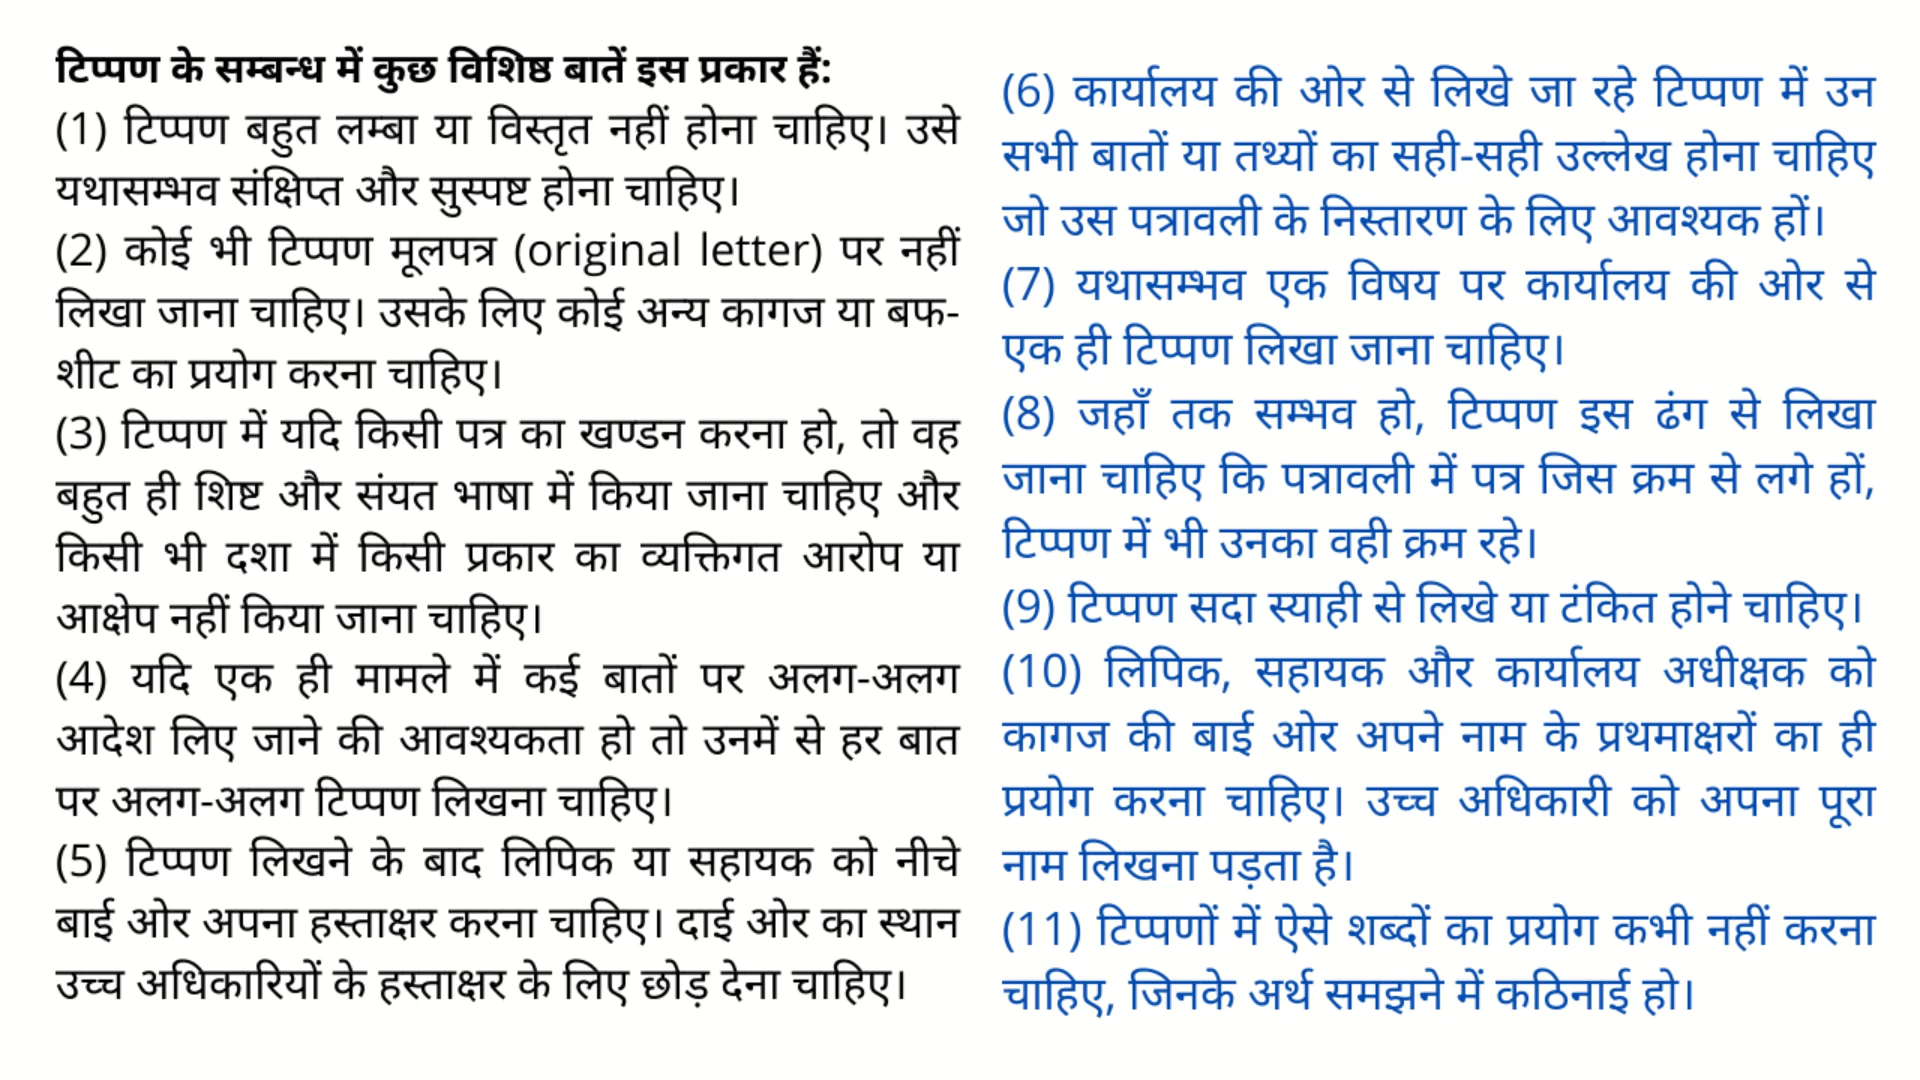 टिप्पण के सम्बन्ध में कुछ विशिष्ठ बातें इस प्रकार हैं:
(1) टिप्पण बहुत लम्बा या विस्तृत नहीं होना चाहिए। उसे
यथासम्भव संक्षिप्त और सुस्पष्ट होना चाहिए।
(2) कोई भी टिप्पण मूलपत्र (original letter) पर नहीं
लिखा जाना चाहिए। उसके लिए कोई अन्य कागज या बफ-
शीट का प्रयोग करना चाहिए।
(3) टिप्पण में यदि किसी पत्र का खण्डन करना हो, तो वह
बहुत ही शिष्ट और संयत भाषा में किया जाना चाहिए और
किसी भी दशा में किसी प्रकार का व्यक्तिगत आरोप या
आक्षेप नहीं किया जाना चाहिए।
(4) यदि एक ही मामले में कई बातों पर अलग-अलग
आदेश लिए जाने की आवश्यकता हो तो उनमें से हर बात
पर अलग-अलग टिप्पण लिखना चाहिए।
(5) टिप्पण लिखने के बाद लिपिक या सहायक को नीचे
बाई ओर अपना हस्ताक्षर करना चाहिए। दाई ओर का स्थान
उच्च अधिकारियों के हस्ताक्षर के लिए छोड़ देना चाहिए।
(6) कार्यालय की ओर से लिखे जा रहे टिप्पण में उन
सभी बातों या तथ्यों का सही-सही उल्लेख होना चाहिए
जो उस पत्रावली के निस्तारण के लिए आवश्यक हों।
(7) यथासम्भव एक विषय पर कार्यालय की ओर से
एक ही टिप्पण लिखा जाना चाहिए।
(8) जहाँ तक सम्भव हो, टिप्पण इस ढंग से लिखा
जाना चाहिए कि पत्रावली में पत्र जिस क्रम से लगे हों,
टिप्पण में भी उनका वही क्रम रहे।
(9) टिप्पण सदा स्याही से लिखे या टंकित होने चाहिए।
(10) लिपिक, सहायक और कार्यालय अधीक्षक को
कागज की बाई ओर अपने नाम के प्रथमाक्षरों का ही
प्रयोग करना चाहिए। उच्च अधिकारी को अपना पूरा
नाम लिखना पड़ता है।
(11) टिप्पणों में ऐसे शब्दों का प्रयोग कभी नहीं करना
चाहिए, जिनके अर्थ समझने में कठिनाई हो।